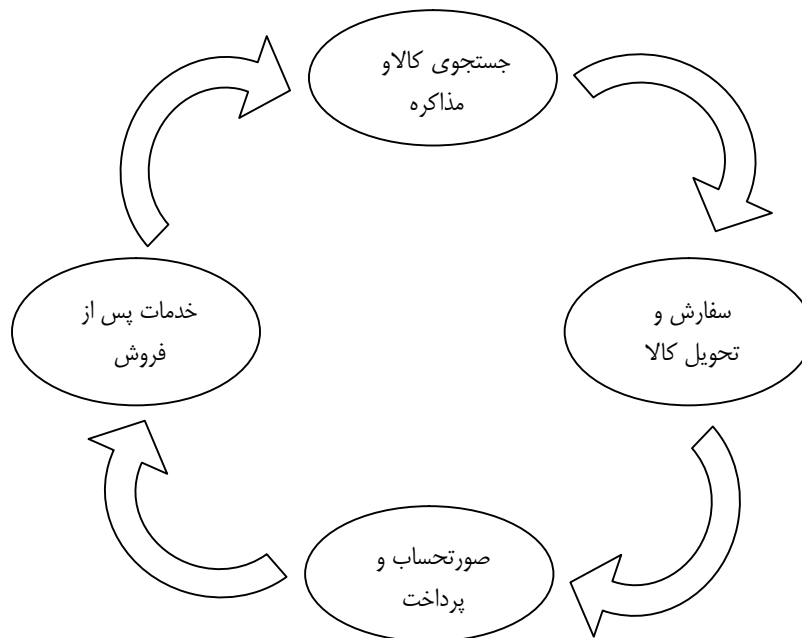 جستجوی کالاو
مذاکره
سفارش و
تحویل کالا
صورتحساب و
پرداخت
خدمات پس از
فروش